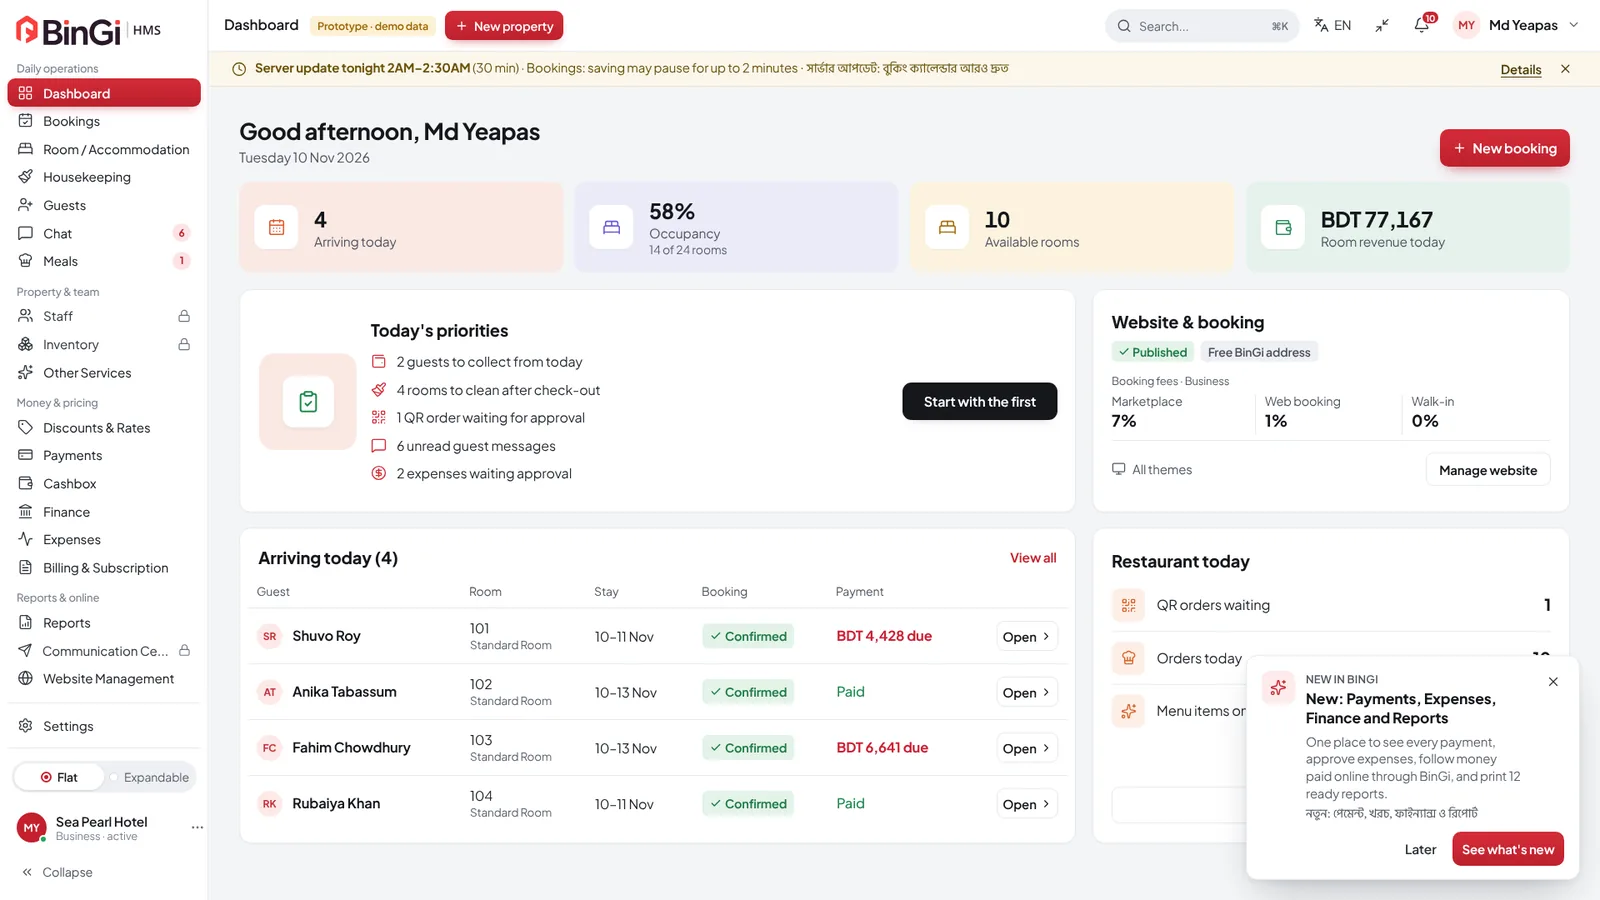 BinGi HMS
Daily operations
Dashboard
Bookings
Room / Accommodation
Housekeeping
Guests
Chat 6
Meals 1
Property & team
Staff
Inventory
Other Services
Money & pricing
Discounts & Rates
Payments
Cashbox
Finance
Expenses
Billing & Subscription
Reports & online
Reports
Communication Ce...
Website Management
Settings
Flat Expandable
MY Sea Pearl Hotel ...
Business · active
Collapse
Dashboard Prototype · demo data + New property Search... ⌘K EN 10 MY Md Yeapas
Server update tonight 2AM–2:30AM (30 min) · Bookings: saving may pause for up to 2 minutes · সার্ভার আপডেট: বুকিং ক্যালেন্ডার আরও দ্রুত Details
Good afternoon, Md Yeapas
Tuesday 10 Nov 2026
+ New booking
4
Arriving today
58%
Occupancy
14 of 24 rooms
10
Available rooms
BDT 77,167
Room revenue today
Today's priorities
2 guests to collect from today
4 rooms to clean after check-out
1 QR order waiting for approval
6 unread guest messages
2 expenses waiting approval
Start with the first
Website & booking
Published Free BinGi address
Booking fees · Business
Marketplace Web booking Walk-in
7% 1% 0%
All themes Manage website
Arriving today (4) View all
Guest Room Stay Booking Payment
SR Shuvo Roy 101 10–11 Nov Confirmed BDT 4,428 due Open
Standard Room
AT Anika Tabassum 102 10–13 Nov Confirmed Paid Open
Standard Room
FC Fahim Chowdhury 103 10–13 Nov Confirmed BDT 6,641 due Open
Standard Room
RK Rubaiya Khan 104 10–11 Nov Confirmed Paid Open
Standard Room
Restaurant today
QR orders waiting 1
Orders today
Menu items
NEW IN BINGI
New: Payments, Expenses,
Finance and Reports
One place to see every payment,
approve expenses, follow money
paid online through BinGi, and print 12
ready reports.
নতুন: পেমেন্ট, খরচ, ফাইন্যান্স ও রিপোর্ট
Later See what's new